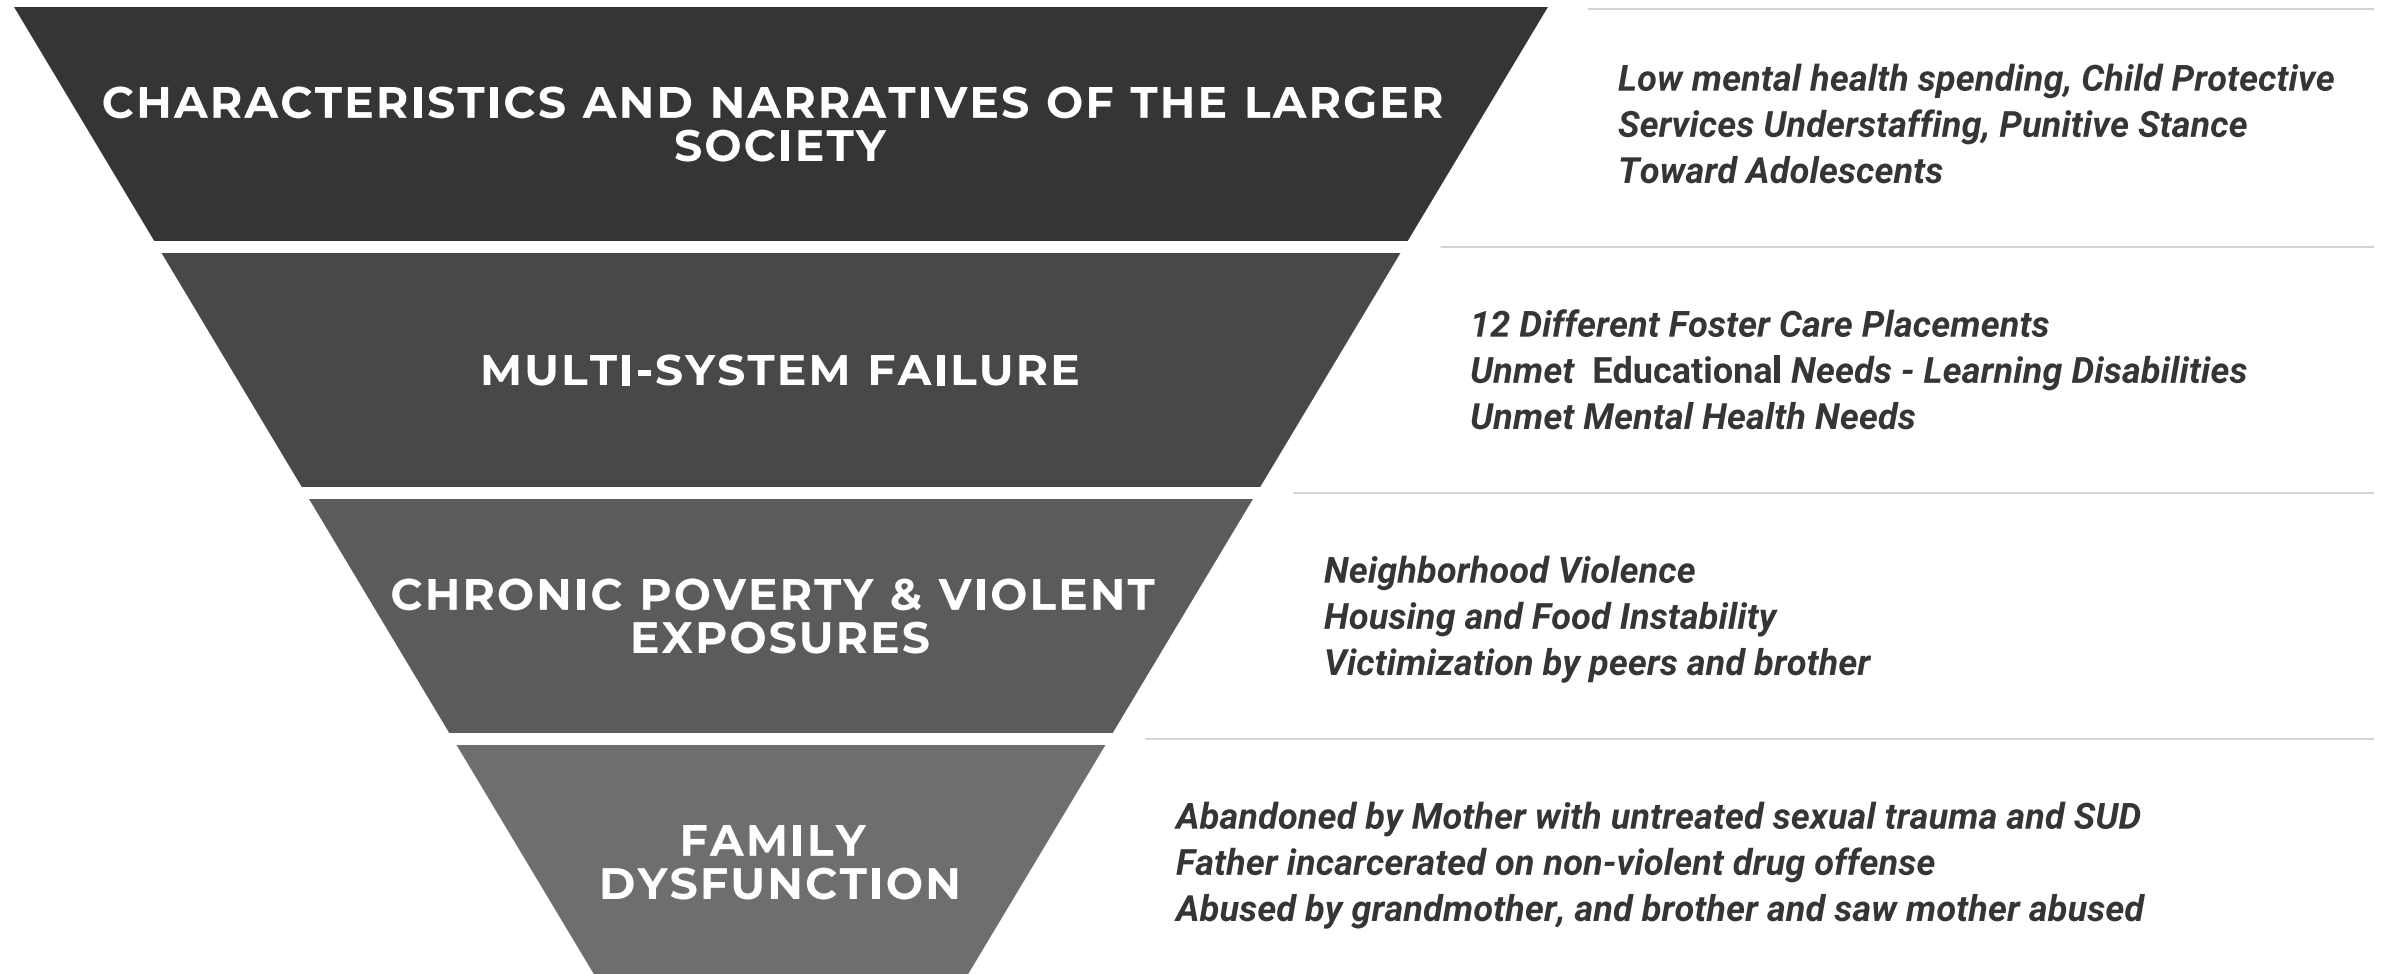 CHARACTERISTICS AND NARRATIVES OF THE LARGER
SOCIETY
Low mental health spending, Child Protective
Services Understaffing, Punitive Stance
Toward Adolescents
MULTI-SYSTEM FAILURE
12 Different Foster Care Placements
Unmet Educational Needs - Learning Disabilities
Unmet Mental Health Needs
CHRONIC POVERTY & VIOLENT
EXPOSURES
Neighborhood Violence
Housing and Food Instability
Victimization by peers and brother
FAMILY
DYSFUNCTION
Abandoned by Mother with untreated sexual trauma and SUD
Father incarcerated on non-violent drug offense
Abused by grandmother, and brother and saw mother abused